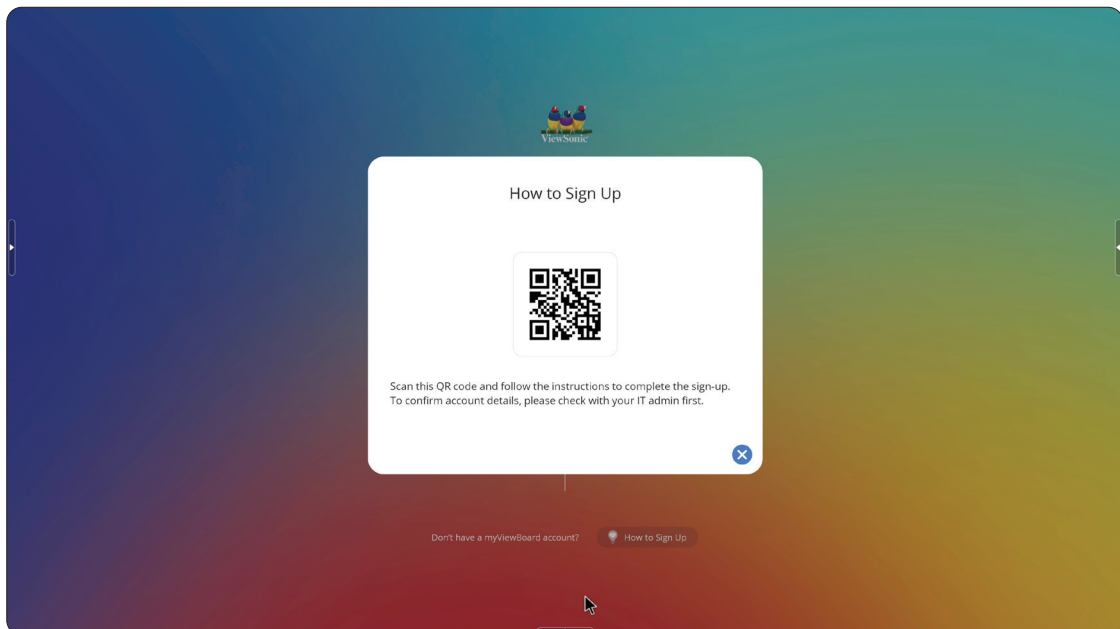 ViewSonic
How to Sign Up
Scan this QR code and follow the instructions to complete the sign-up.
To confirm account details, please check with your IT admin first.
Don't have a myViewBoard account? How to Sign Up